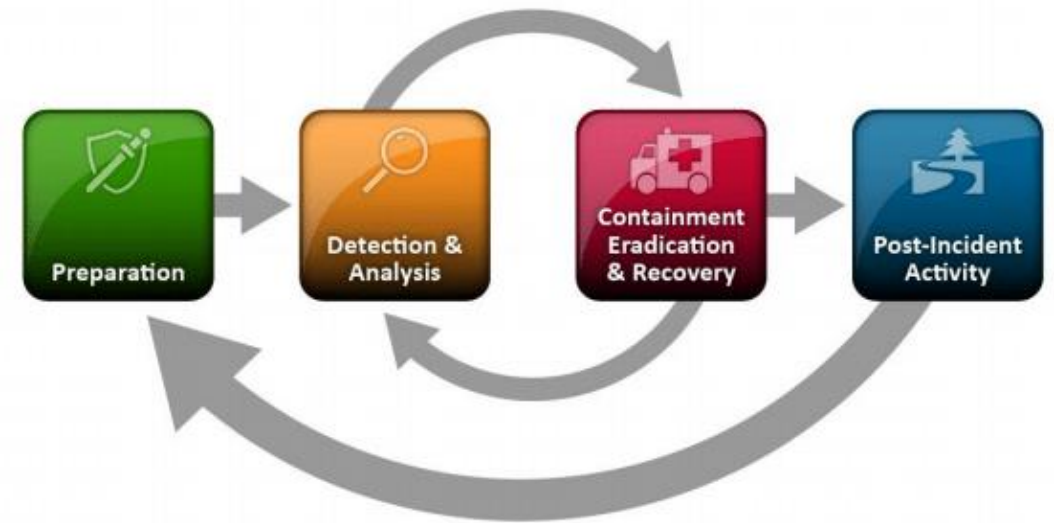 Preparation
Detection &
Analysis
Containment
Eradication
& Recovery
Post-Incident
Activity